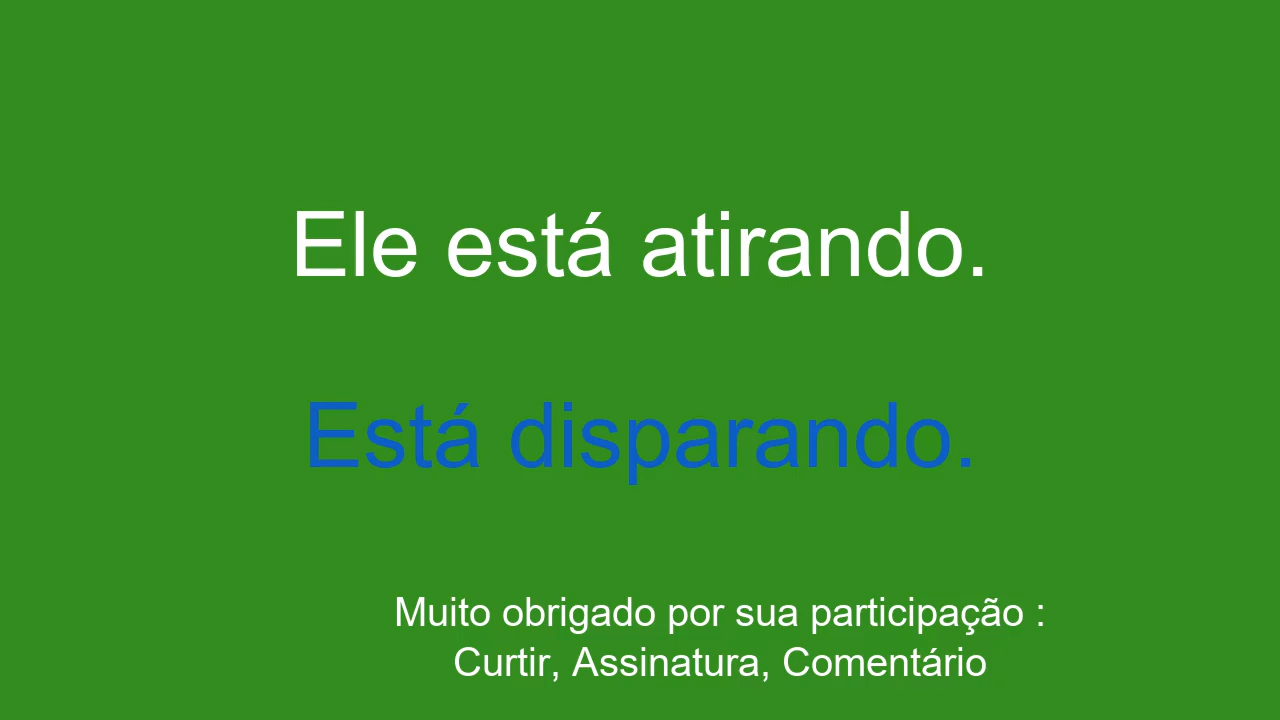 Ele está atirando.
Está disparando.
Muito obrigado por sua participação :
Curtir, Assinatura, Comentário